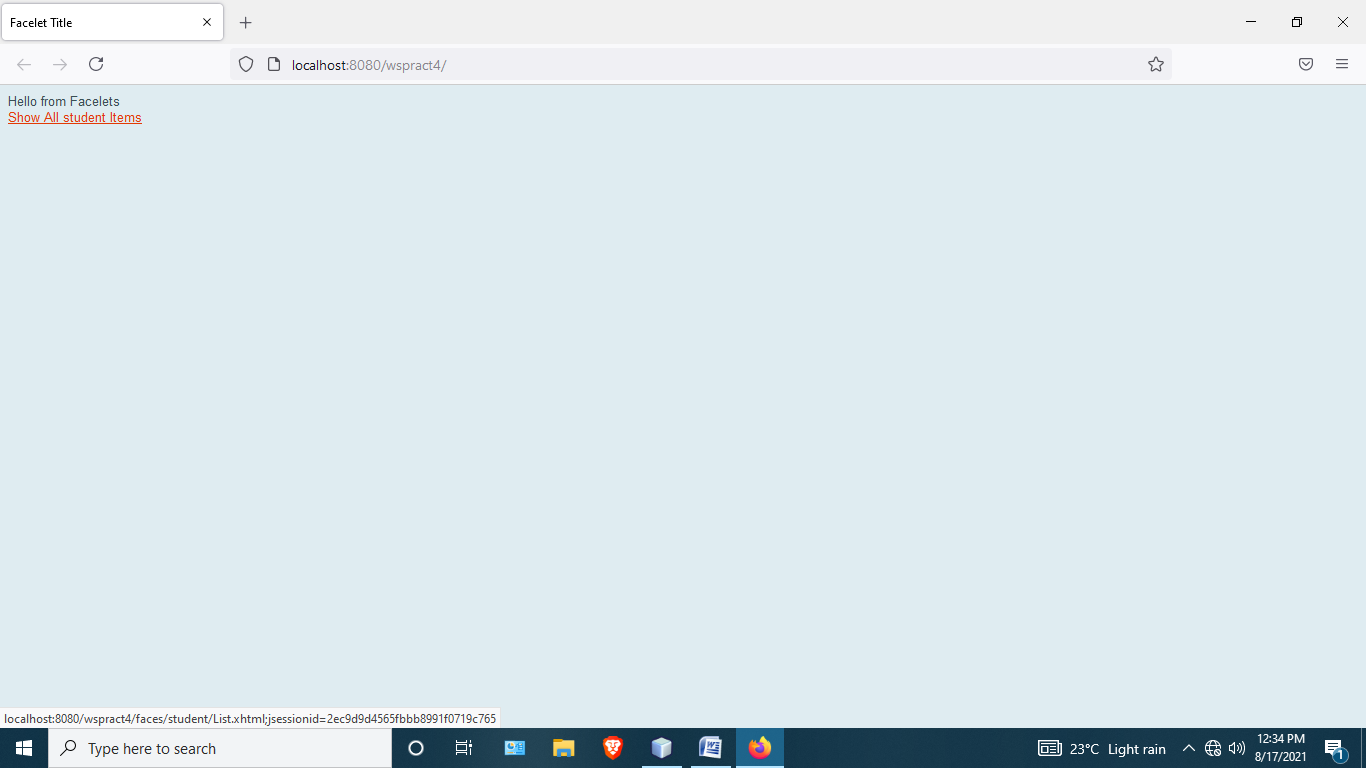 Facelet Title
localhost:8080/wspract4/
Hello from Facelets
Show All student Items
localhost:8080/wspract4/faces/student/List.xhtml;jsessionid=2ec9d9d4565fbbb8991f0719c765
Type here to search
23°C Light rain
12:34 PM
8/17/2021
1